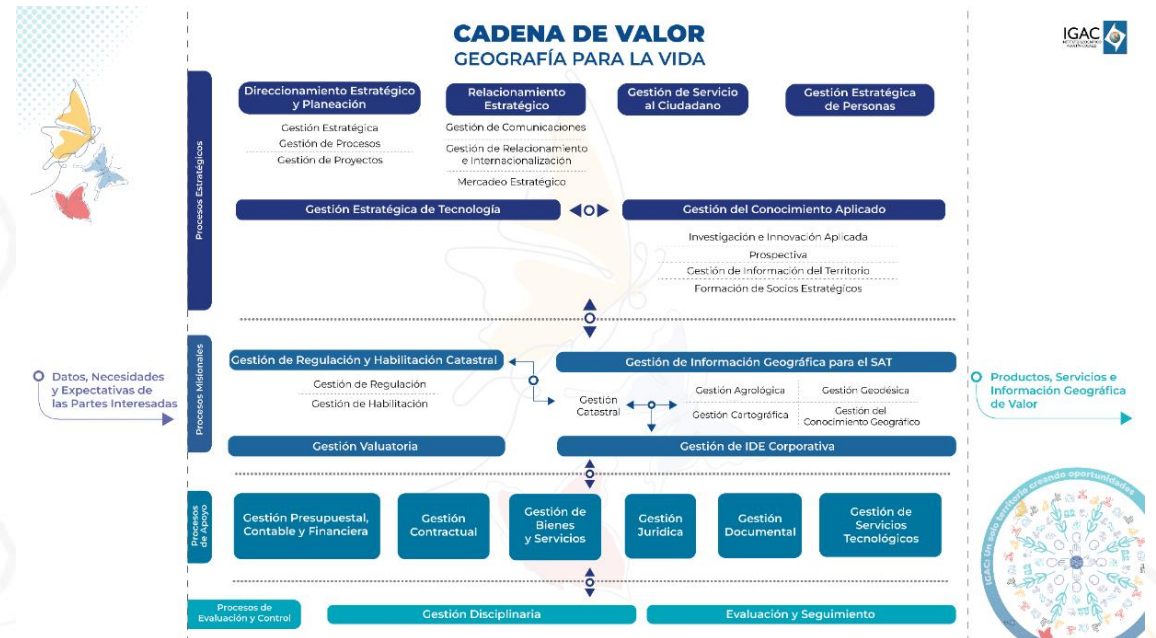 CADENA DE VALOR
GEOGRAFÍA PARA LA VIDA
IGAC
Procesos Estratégicos
Direccionamiento Estratégico
y Planeación
Gestión Estratégica
Gestión de Procesos
Gestión de Proyectos
Relacionamiento
Estratégico
Gestión de Comunicaciones
Gestión de Relacionamiento
e Internacionalización
Mercadeo Estratégico
Gestión de Servicio
al Ciudadano
Gestión Estratégica
de Personas
Gestión Estratégica de Tecnología
Gestión del Conocimiento Aplicado
Investigación e Innovación Aplicada
Prospectiva
Gestión de Información del Territorio
Formación de Socios Estratégicos
Datos, Necesidades
y Expectativas de
las Partes Interesadas
Procesos Misionales
Gestión de Regulación y Habilitación Catastral
Gestión de Regulación
Gestión de Habilitación
Gestión Valuatoria
Gestión de Información Geográfica para el SAT
Gestión
Catastral
Gestión Agrológica
Gestión Geodésica
Gestión Cartográfica
Gestión del
Conocimiento Geográfico
Gestión de IDE Corporativa
Productos, Servicios e
Información Geográfica
de Valor
Procesos
de Apoyo
Gestión Presupuestal,
Contable y Financiera
Gestión
Contractual
Gestión de
Bienes
y Servicios
Gestión
Juridica
Gestión
Documental
Gestión de
Servicios
Tecnológicos
Procesos de
Evaluación y Control
Gestión Disciplinaria
Evaluación y Seguimiento
IGAC: Un solo territorio creando oportunidades